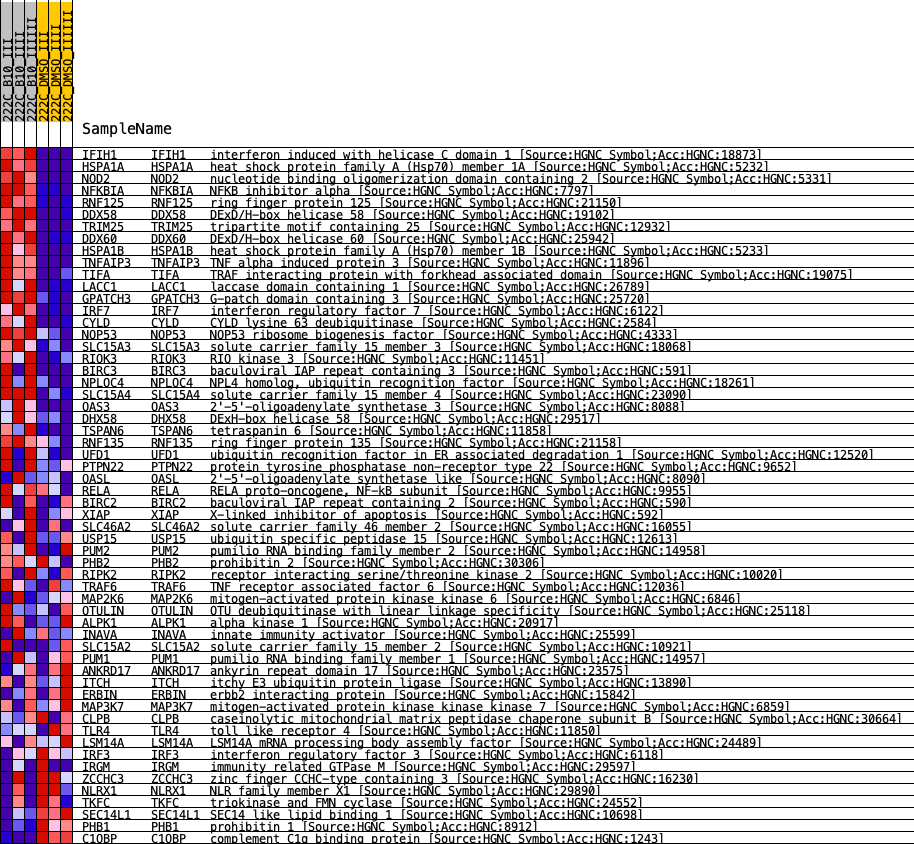 222C_B10_III
222C_B10_IIII
222C_B10_IIIIII
222C_DMSO_III
222C_DMSO_IIII
222C_DMSO_IIIIII
SampleName
IFIH1 IFIH1 interferon induced with helicase C domain 1 [Source:HGNC Symbol;Acc:HGNC:18873]
HSPA1A HSPA1A heat shock protein family A (Hsp70) member 1A [Source:HGNC Symbol;Acc:HGNC:5232]
NOD2 NOD2 nucleotide binding oligomerization domain containing 2 [Source:HGNC Symbol;Acc:HGNC:5331]
NFKBIA NFKBIA NFKB inhibitor alpha [Source:HGNC Symbol;Acc:HGNC:7797]
RNF125 RNF125 ring finger protein 125 [Source:HGNC Symbol;Acc:HGNC:21150]
DDX58 DDX58 DExD/H-box helicase 58 [Source:HGNC Symbol;Acc:HGNC:19102]
TRIM25 TRIM25 tripartite motif containing 25 [Source:HGNC Symbol;Acc:HGNC:12932]
DDX60 DDX60 DExD/H-box helicase 60 [Source:HGNC Symbol;Acc:HGNC:25942]
HSPA1B HSPA1B heat shock protein family A (Hsp70) member 1B [Source:HGNC Symbol;Acc:HGNC:5233]
TNFAIP3 TNFAIP3 TNF alpha induced protein 3 [Source:HGNC Symbol;Acc:HGNC:11896]
TIFA TIFA TRAF interacting protein with forkhead associated domain [Source:HGNC Symbol;Acc:HGNC:19075]
LACC1 LACC1 laccase domain containing 1 [Source:HGNC Symbol;Acc:HGNC:26789]
GPATCH3 GPATCH3 G-patch domain containing 3 [Source:HGNC Symbol;Acc:HGNC:25720]
IRF7 IRF7 interferon regulatory factor 7 [Source:HGNC Symbol;Acc:HGNC:6122]
CYLD CYLD CYLD lysine 63 deubiquitinase [Source:HGNC Symbol;Acc:HGNC:2584]
NOP53 NOP53 NOP53 ribosome biogenesis factor [Source:HGNC Symbol;Acc:HGNC:4333]
SLC15A3 SLC15A3 solute carrier family 15 member 3 [Source:HGNC Symbol;Acc:HGNC:18068]
RIOK3 RIOK3 RIO kinase 3 [Source:HGNC Symbol;Acc:HGNC:11451]
BIRC3 BIRC3 baculoviral IAP repeat containing 3 [Source:HGNC Symbol;Acc:HGNC:591]
NPLOC4 NPLOC4 NPL4 homolog, ubiquitin recognition factor [Source:HGNC Symbol;Acc:HGNC:18261]
SLC15A4 SLC15A4 solute carrier family 15 member 4 [Source:HGNC Symbol;Acc:HGNC:23090]
OAS3 OAS3 2'-5'-oligoadenylate synthetase 3 [Source:HGNC Symbol;Acc:HGNC:8088]
DHX58 DHX58 DExH-box helicase 58 [Source:HGNC Symbol;Acc:HGNC:29517]
TSPAN6 TSPAN6 tetraspanin 6 [Source:HGNC Symbol;Acc:HGNC:11858]
RNF135 RNF135 ring finger protein 135 [Source:HGNC Symbol;Acc:HGNC:21158]
UFD1 UFD1 ubiquitin recognition factor in ER associated degradation 1 [Source:HGNC Symbol;Acc:HGNC:12520]
PTPN22 PTPN22 protein tyrosine phosphatase non-receptor type 22 [Source:HGNC Symbol;Acc:HGNC:9652]
OASL OASL 2'-5'-oligoadenylate synthetase like [Source:HGNC Symbol;Acc:HGNC:8090]
RELA RELA RELA proto-oncogene, NF-kB subunit [Source:HGNC Symbol;Acc:HGNC:9955]
BIRC2 BIRC2 baculoviral IAP repeat containing 2 [Source:HGNC Symbol;Acc:HGNC:590]
XIAP XIAP X-linked inhibitor of apoptosis [Source:HGNC Symbol;Acc:HGNC:592]
SLC46A2 SLC46A2 solute carrier family 46 member 2 [Source:HGNC Symbol;Acc:HGNC:16055]
USP15 USP15 ubiquitin specific peptidase 15 [Source:HGNC Symbol;Acc:HGNC:12613]
PUM2 PUM2 pumilio RNA binding family member 2 [Source:HGNC Symbol;Acc:HGNC:14958]
PHB2 PHB2 prohibitin 2 [Source:HGNC Symbol;Acc:HGNC:30306]
RIPK2 RIPK2 receptor interacting serine/threonine kinase 2 [Source:HGNC Symbol;Acc:HGNC:10020]
TRAF6 TRAF6 TNF receptor associated factor 6 [Source:HGNC Symbol;Acc:HGNC:12036]
MAP2K6 MAP2K6 mitogen-activated protein kinase kinase 6 [Source:HGNC Symbol;Acc:HGNC:6846]
OTULIN OTULIN OTU deubiquitinase with linear linkage specificity [Source:HGNC Symbol;Acc:HGNC:25118]
ALPK1 ALPK1 alpha kinase 1 [Source:HGNC Symbol;Acc:HGNC:20917]
INAVA INAVA innate immunity activator [Source:HGNC Symbol;Acc:HGNC:25599]
SLC15A2 SLC15A2 solute carrier family 15 member 2 [Source:HGNC Symbol;Acc:HGNC:10921]
PUM1 PUM1 pumilio RNA binding family member 1 [Source:HGNC Symbol;Acc:HGNC:14957]
ANKRD17 ANKRD17 ankyrin repeat domain 17 [Source:HGNC Symbol;Acc:HGNC:23575]
ITCH ITCH itchy E3 ubiquitin protein ligase [Source:HGNC Symbol;Acc:HGNC:13890]
ERBIN ERBIN erbb2 interacting protein [Source:HGNC Symbol;Acc:HGNC:15842]
MAP3K7 MAP3K7 mitogen-activated protein kinase kinase kinase 7 [Source:HGNC Symbol;Acc:HGNC:6859]
CLPB CLPB caseinolytic mitochondrial matrix peptidase chaperone subunit B [Source:HGNC Symbol;Acc:HGNC:30664]
TLR4 TLR4 toll like receptor 4 [Source:HGNC Symbol;Acc:HGNC:11850]
LSM14A LSM14A LSM14A mRNA processing body assembly factor [Source:HGNC Symbol;Acc:HGNC:24489]
IRF3 IRF3 interferon regulatory factor 3 [Source:HGNC Symbol;Acc:HGNC:6118]
IRGM IRGM immunity related GTPase M [Source:HGNC Symbol;Acc:HGNC:29597]
ZCCHC3 ZCCHC3 zinc finger CCHC-type containing 3 [Source:HGNC Symbol;Acc:HGNC:16230]
NLRX1 NLRX1 NLR family member X1 [Source:HGNC Symbol;Acc:HGNC:29890]
TKFC TKFC triokinase and FMN cyclase [Source:HGNC Symbol;Acc:HGNC:24552]
SEC14L1 SEC14L1 SEC14 like lipid binding 1 [Source:HGNC Symbol;Acc:HGNC:10698]
PHB1 PHB1 prohibitin 1 [Source:HGNC Symbol;Acc:HGNC:8912]
C1QBP C1QBP complement C1q binding protein [Source:HGNC Symbol;Acc:HGNC:1243]